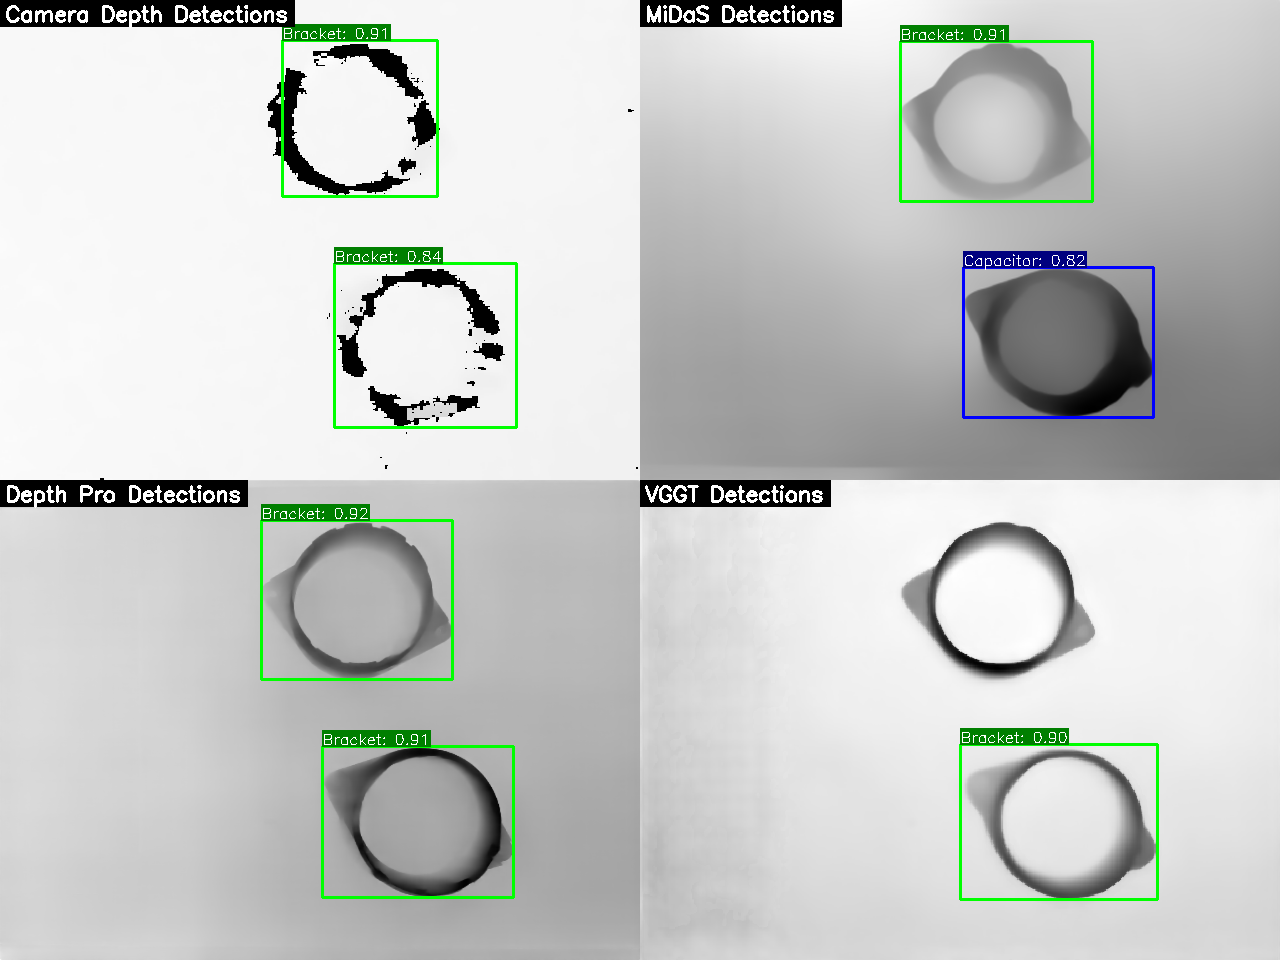 Camera Depth Detections
Bracket: 0.91
Bracket: 0.84
MiDaS Detections
Bracket: 0.91
Capacitor: 0.82
Depth Pro Detections
Bracket: 0.92
Bracket: 0.91
VGGT Detections
Bracket: 0.90